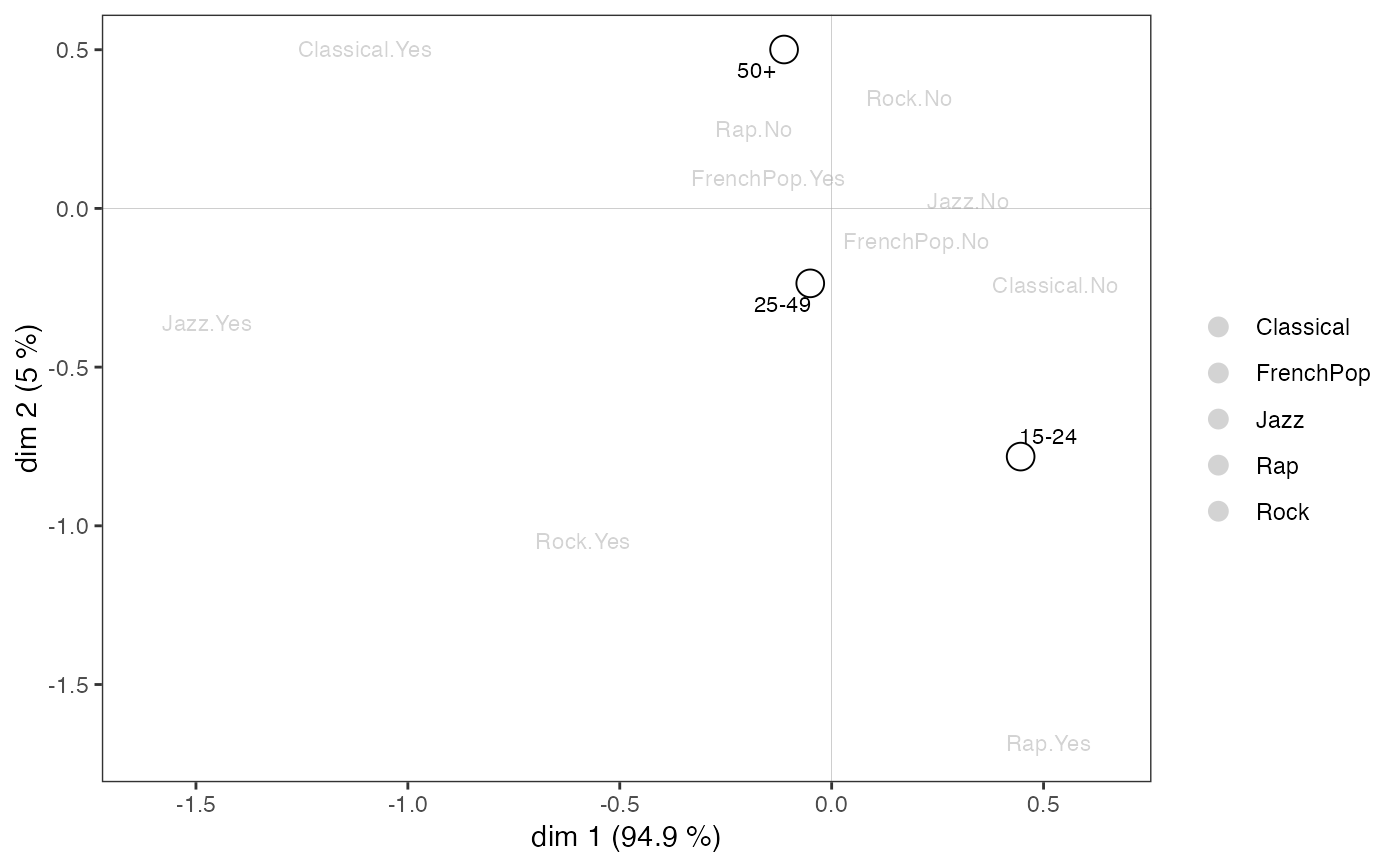 0.5
Classical.Yes
50+
Rock.No
Rap.No
FrenchPop.Yes
Jazz.No
0.0
FrenchPop.No
Classical.No
25-49
Jazz.Yes
-0.5
15-24
-1.0
Rock.Yes
-1.5
Rap.Yes
-1.5 -1.0 -0.5 0.0 0.5
dim 1 (94.9 %)
dim 2 (5 %)
Classical
FrenchPop
Jazz
Rap
Rock